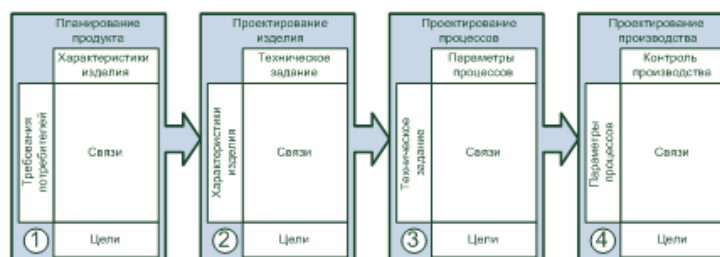 Планирование
продукта
Характеристики
изделия
Требования
потребителей
Связи
1
Цели
Проектирование
изделия
Техническое
задание
Характеристики
изделия
Связи
2
Цели
Проектирование
процессов
Параметры
процессов
Техническое
задание
Связи
3
Цели
Проектирование
производства
Контроль
производства
Параметры
процессов
Связи
4
Цели